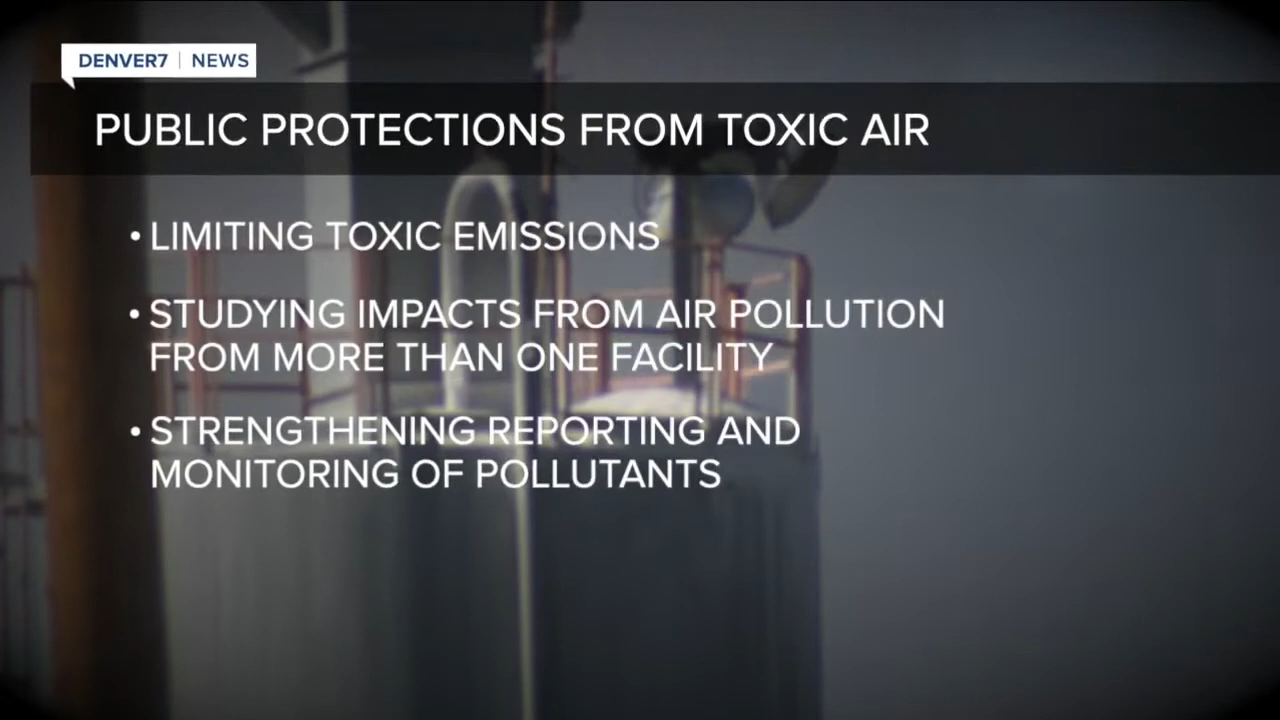 DENVER7 | NEWS
PUBLIC PROTECTIONS FROM TOXIC AIR
• LIMITING TOXIC EMISSIONS
• STUDYING IMPACTS FROM AIR POLLUTION
FROM MORE THAN ONE FACILITY
• STRENGTHENING REPORTING AND
MONITORING OF POLLUTANTS